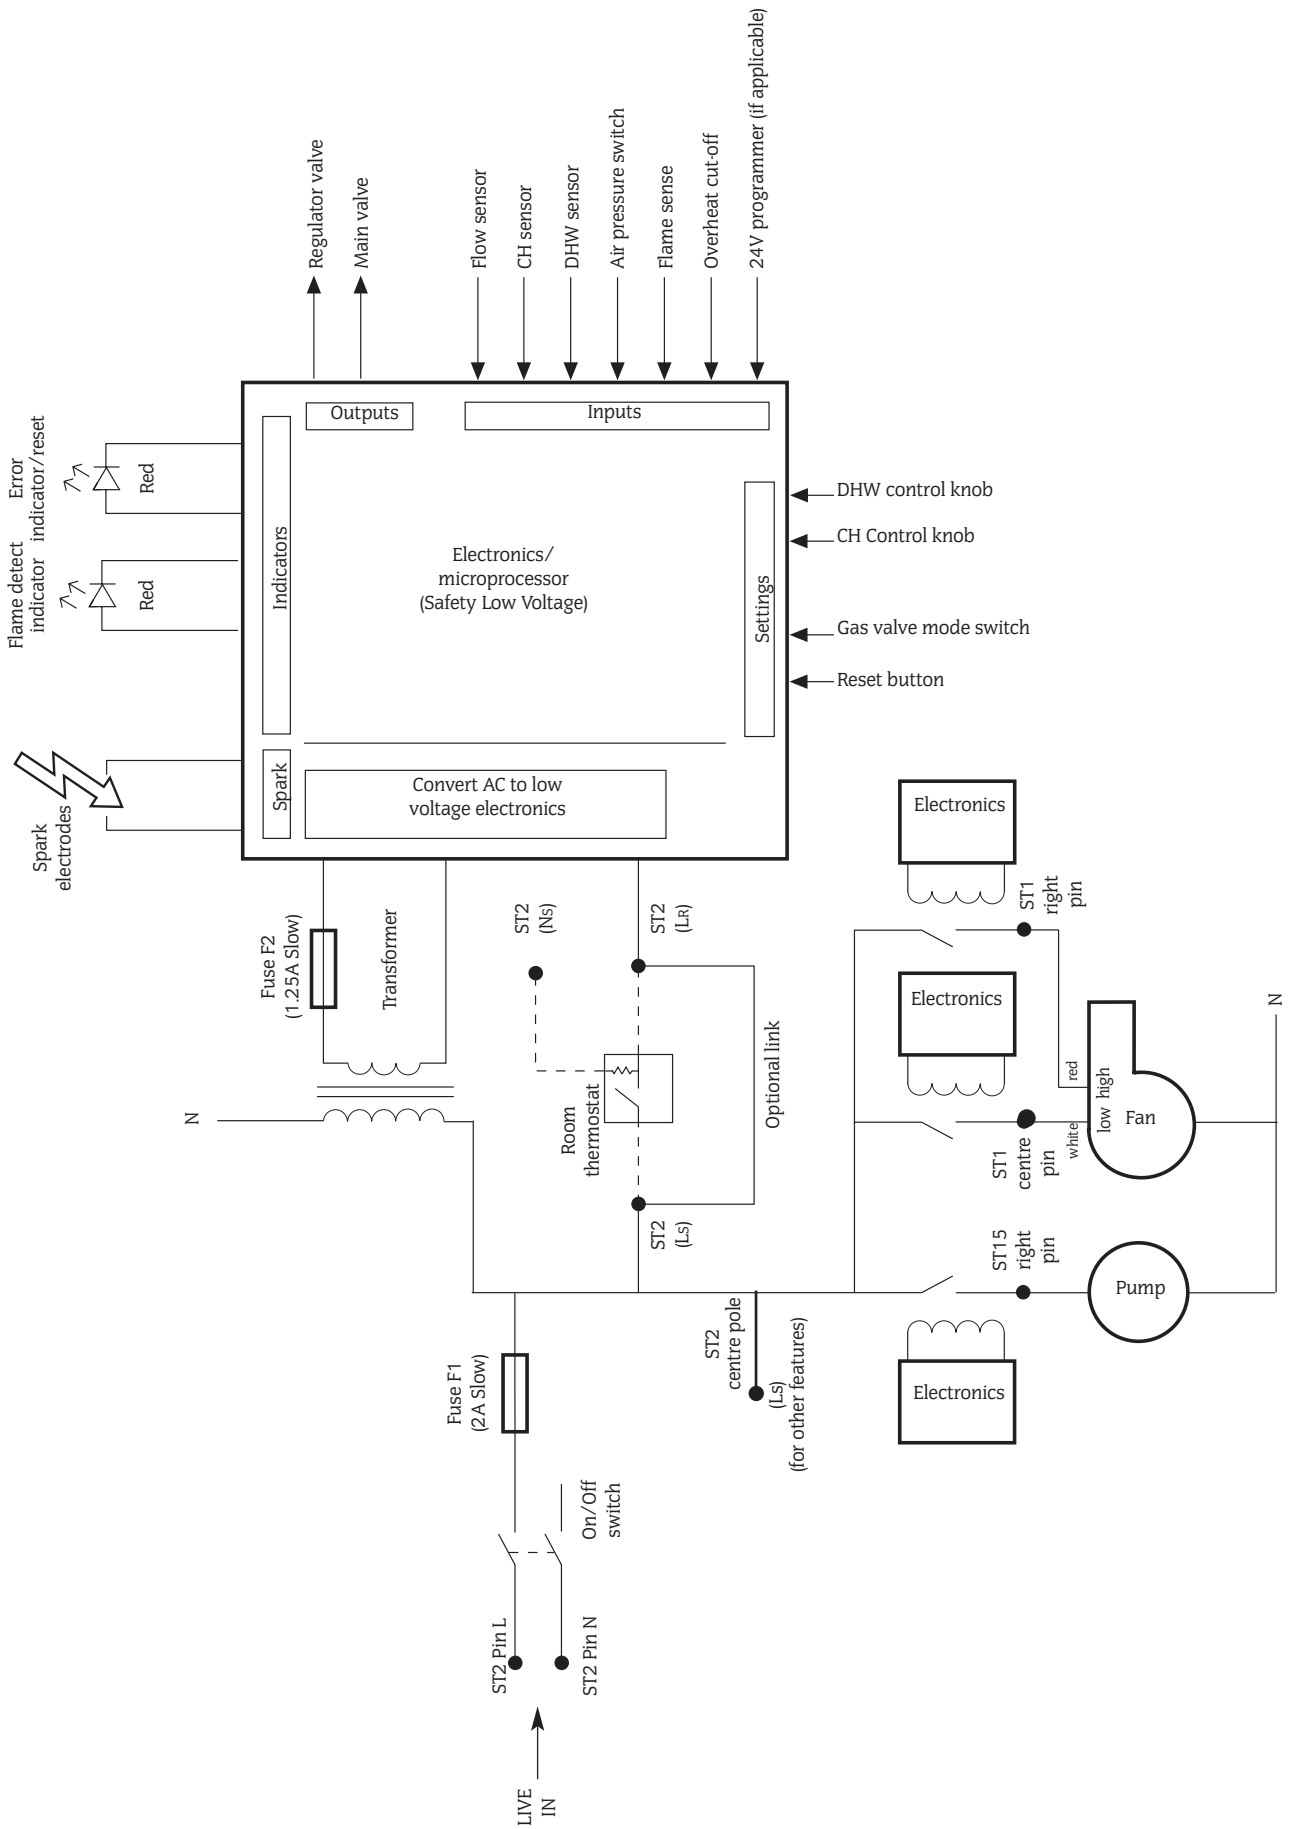 Regulator valve
Main valve
Flow sensor
CH sensor
DHW sensor
Air pressure switch
Flame sense
Overheat cut-off
24V programmer (if applicable)
Error
indicator/reset
Red
Flame detect
indicator
Red
Outputs
Inputs
Indicators
Electronics/
microprocessor
(Safety Low Voltage)
Settings
DHW control knob
CH Control knob
Gas valve mode switch
Reset button
Spark
electrodes
Spark
Convert AC to low
voltage electronics
Fuse F2
(1.25A Slow)
Transformer
N
ST2
(NS)
ST2
(LR)
Room
thermostat
Optional link
ST2
(LS)
Electronics
ST1
right
pin
Electronics
red
white
low high
Fan
ST1
centre
pin
N
ST15
right
pin
Pump
Electronics
Fuse F1
(2A Slow)
ST2
centre pole
(Ls)
(for other features)
On/Off
switch
ST2 Pin L
ST2 Pin N
LIVE
IN